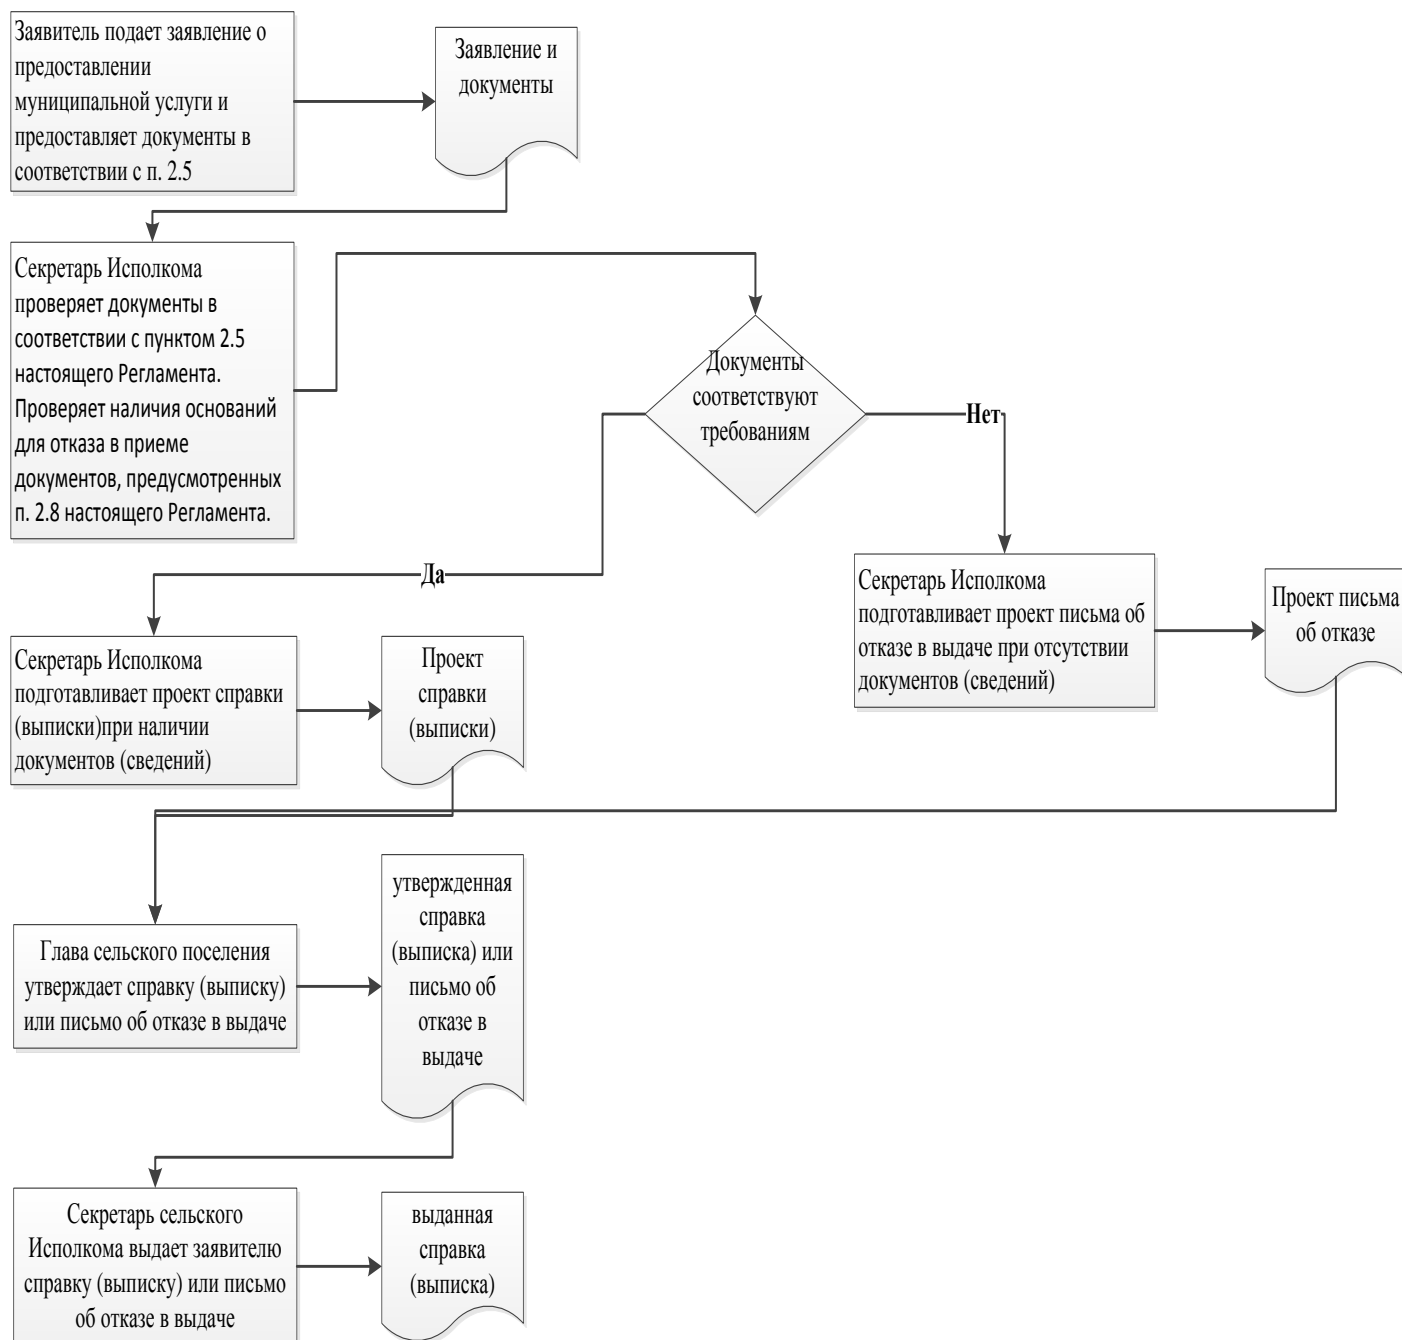 Заявитель подает заявление о
предоставлении
муниципальной услуги и
предоставляет документы в
соответствии с п. 2.5
Заявление и
документы
Секретарь Исполкома
проверяет документы в
соответствии с пунктом 2.5
настоящего Регламента.
Проверяет наличия оснований
для отказа в приеме
документов, предусмотренных
п. 2.8 настоящего Регламента.
Документы
соответствуют
требованиям
Нет
Да
Секретарь Исполкома
подготавливает проект письма об
отказе в выдаче при отсутствии
документов (сведений)
Проект письма
об отказе
Секретарь Исполкома
подготавливает проект справки
(выписки)при наличии
документов (сведений)
Проект
справки
(выписки)
Глава сельского поселения
утверждает справку (выписку)
или письмо об отказе в выдаче
утвержденная
справка
(выписка) или
письмо об
отказе в
выдаче
Секретарь сельского
Исполкома выдает заявителю
справку (выписку) или письмо
об отказе в выдаче
выданная
справка
(выписка)